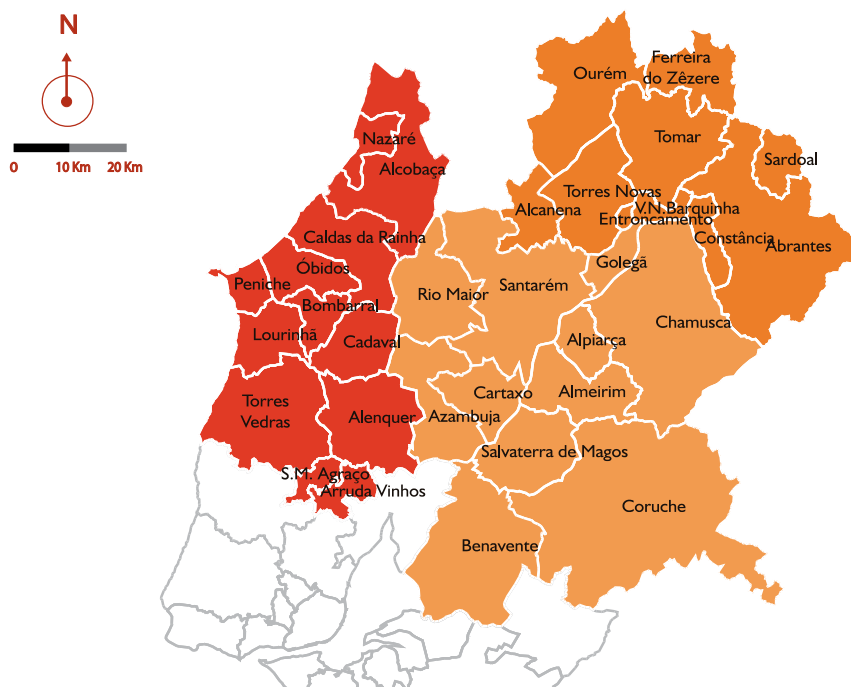 N
0 10 Km 20 Km
Ourém
Ferreira
do Zêzere
Nazaré
Tomar
Alcobaça
Sardoal
Torres Novas
Alcanena
V.N.Barquinha
Entroncamento
Caldas da Rainha
Constância
Abrantes
Golegã
Óbidos
Peniche
Santarém
Rio Maior
Bombarral
Chamusca
Lourinhã
Cadaval
Alpiarça
Cartaxo
Almeirim
Torres
Vedras
Alenquer
Azambuja
Salvaterra de Magos
S.M. Agraço
Arruda Vinhos
Coruche
Benavente